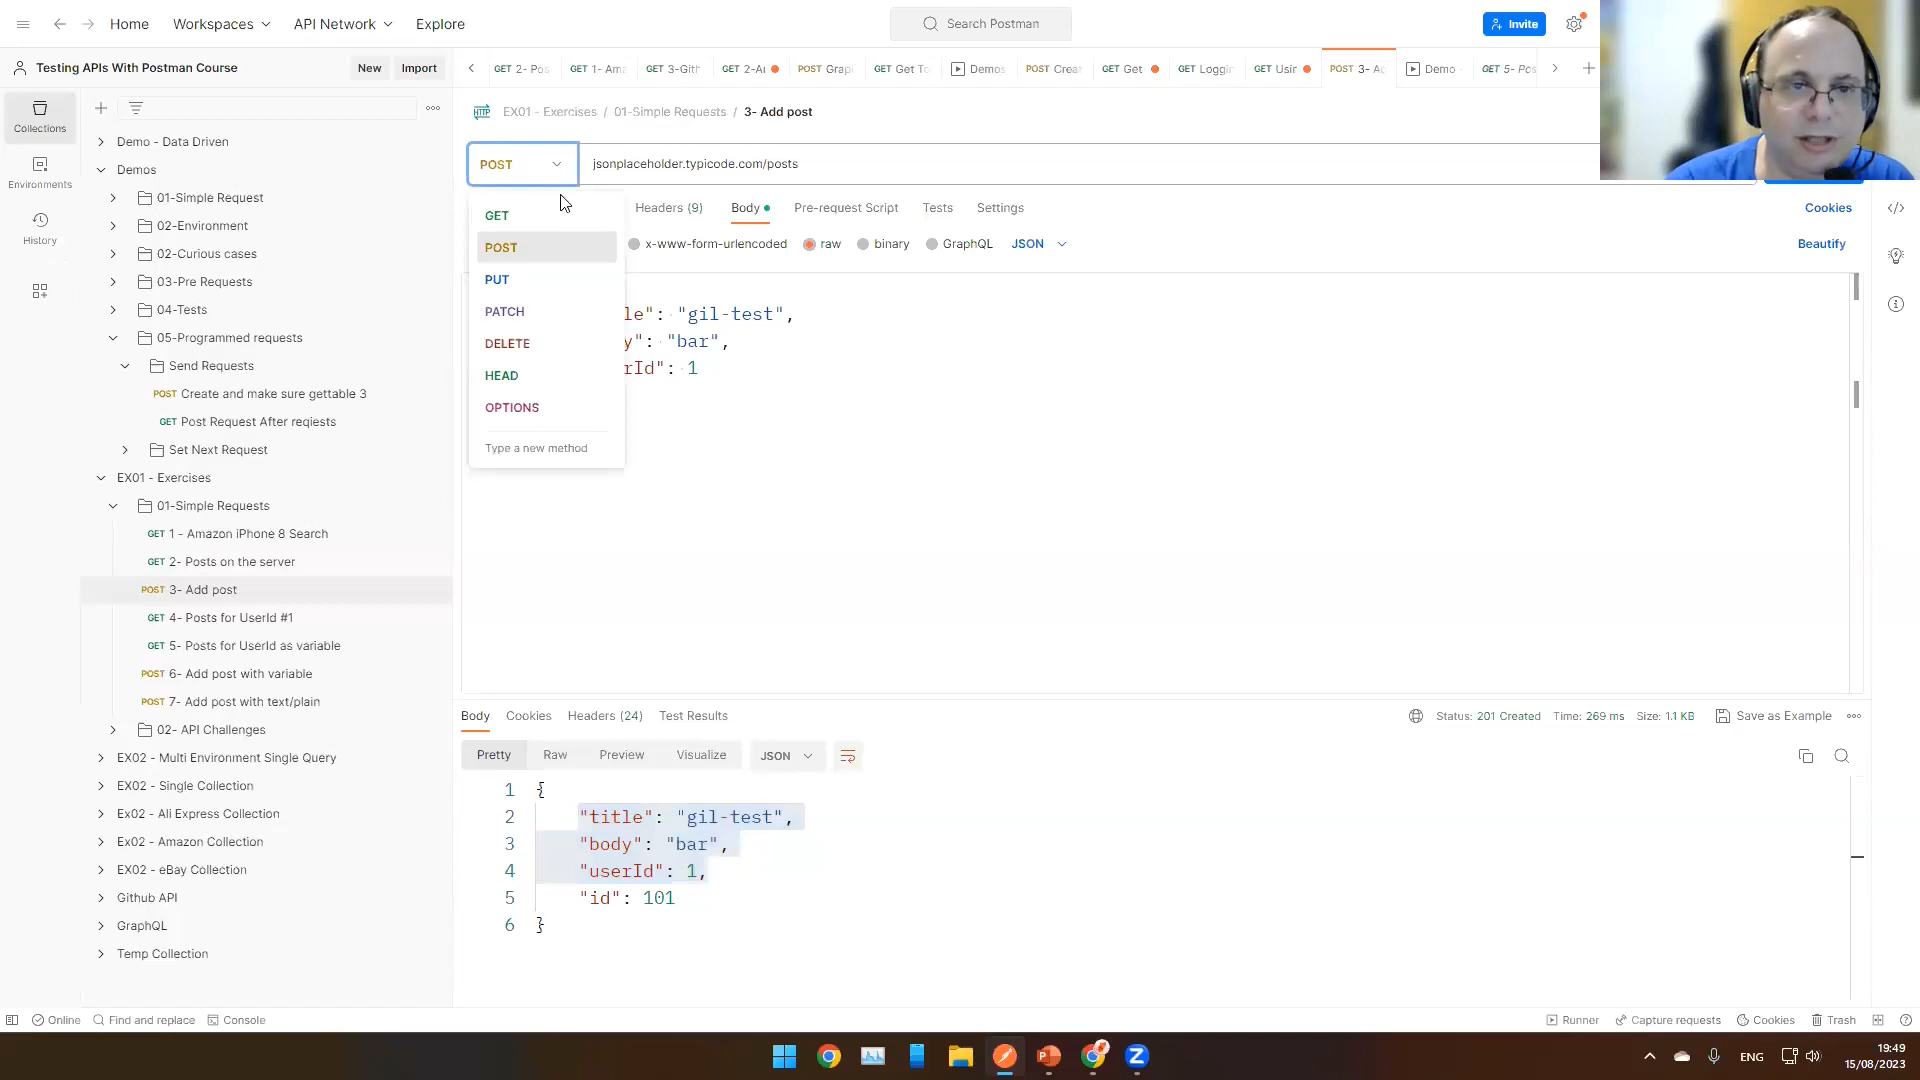 Home Workspaces API Network Explore Search Postman Invite
Testing APIs With Postman Course New Import
GET 2- Pos GET 1- Ama GET 3-Gith GET 2-Ai POST Grap GET Get To Demos POST Crea GET Get GET Loggin GET Usin POST 3- Ad Demo GET 5- Pos
Collections
Environments
History
Demo - Data Driven
Demos
01-Simple Request
02-Environment
02-Curious cases
03-Pre Requests
04-Tests
05-Programmed requests
Send Requests
POST Create and make sure gettable 3
GET Post Request After reqiests
Set Next Request
EX01 - Exercises
01-Simple Requests
GET 1 - Amazon iPhone 8 Search
GET 2- Posts on the server
POST 3- Add post
GET 4- Posts for UserId #1
GET 5- Posts for UserId as variable
POST 6- Add post with variable
POST 7- Add post with text/plain
02- API Challenges
EX02 - Multi Environment Single Query
EX02 - Single Collection
Ex02 - Ali Express Collection
Ex02 - Amazon Collection
EX02 - eBay Collection
Github API
GraphQL
Temp Collection
HTTP EX01 - Exercises / 01-Simple Requests / 3- Add post
POST jsonplaceholder.typicode.com/posts
Headers (9) Body Pre-request Script Tests Settings Cookies
x-www-form-urlencoded raw binary GraphQL JSON Beautify
GET
POST
PUT
PATCH
DELETE
HEAD
OPTIONS
Type a new method
le": "gil-test",
y": "bar",
rId": 1
Body Cookies Headers (24) Test Results Status: 201 Created Time: 269 ms Size: 1.1 KB Save as Example
Pretty Raw Preview Visualize JSON
1 {
2 "title": "gil-test",
3 "body": "bar",
4 "userId": 1,
5 "id": 101
6 }
Online Find and replace Console Runner Capture requests Cookies Trash
ENG 19:49
15/08/2023